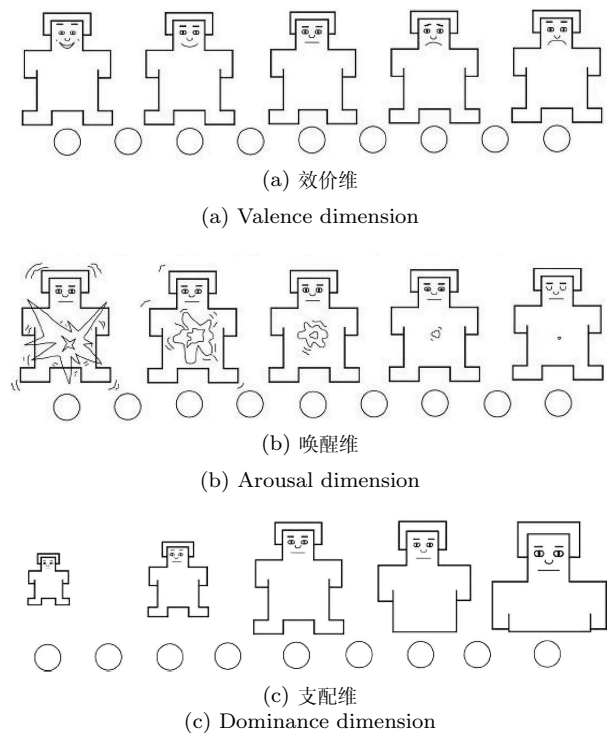 (a) 效价维
(a) Valence dimension
(b) 唤醒维
(b) Arousal dimension
(c) 支配维
(c) Dominance dimension